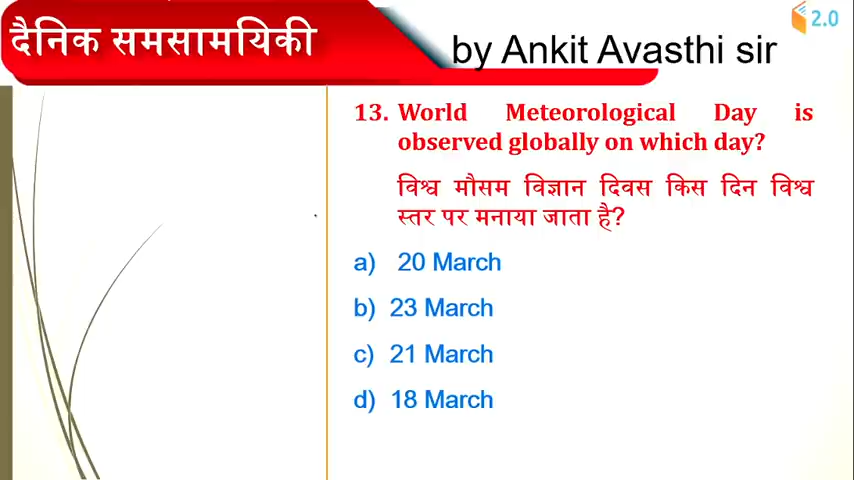 दैनिक समसामयिकी
by Ankit Avasthi sir
2.0
13. World Meteorological Day is
observed globally on which day?
विश्व मौसम विज्ञान दिवस किस दिन विश्व
स्तर पर मनाया जाता है?
a) 20 March
b) 23 March
c) 21 March
d) 18 March